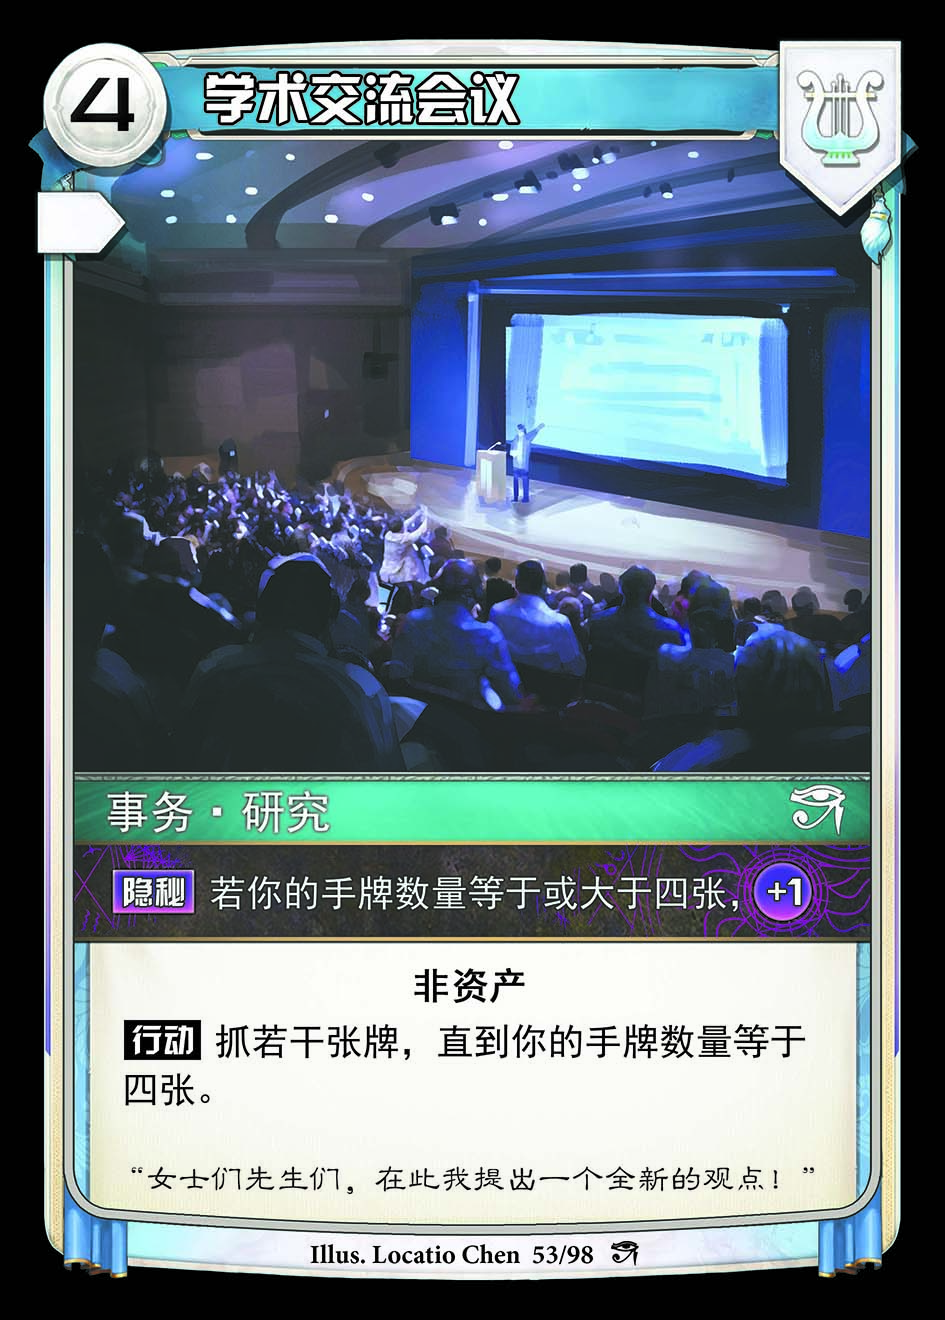 4
学术交流会议
事务·研究
隐秘 若你的手牌数量等于或大于四张，+1
非资产
行动 抓若干张牌，直到你的手牌数量等于
四张。
“女士们先生们，在此我提出一个全新的观点！”
Illus. Locatio Chen 53/98